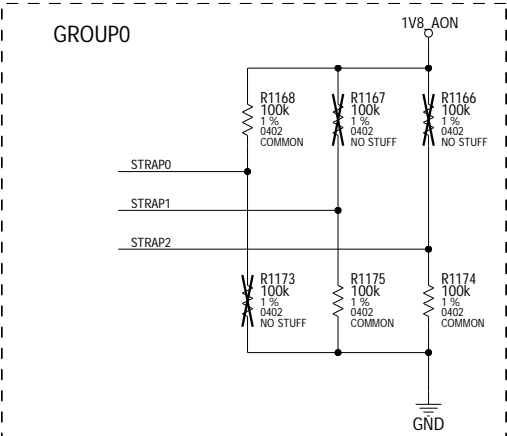 GROUP0
1V8_AON
R1168
100k
1 %
0402
COMMON
R1167
100k
1 %
0402
NO STUFF
R1166
100k
1 %
0402
NO STUFF
STRAP0
STRAP1
STRAP2
R1173
100k
1 %
0402
NO STUFF
R1175
100k
1 %
0402
COMMON
R1174
100k
1 %
0402
COMMON
GND